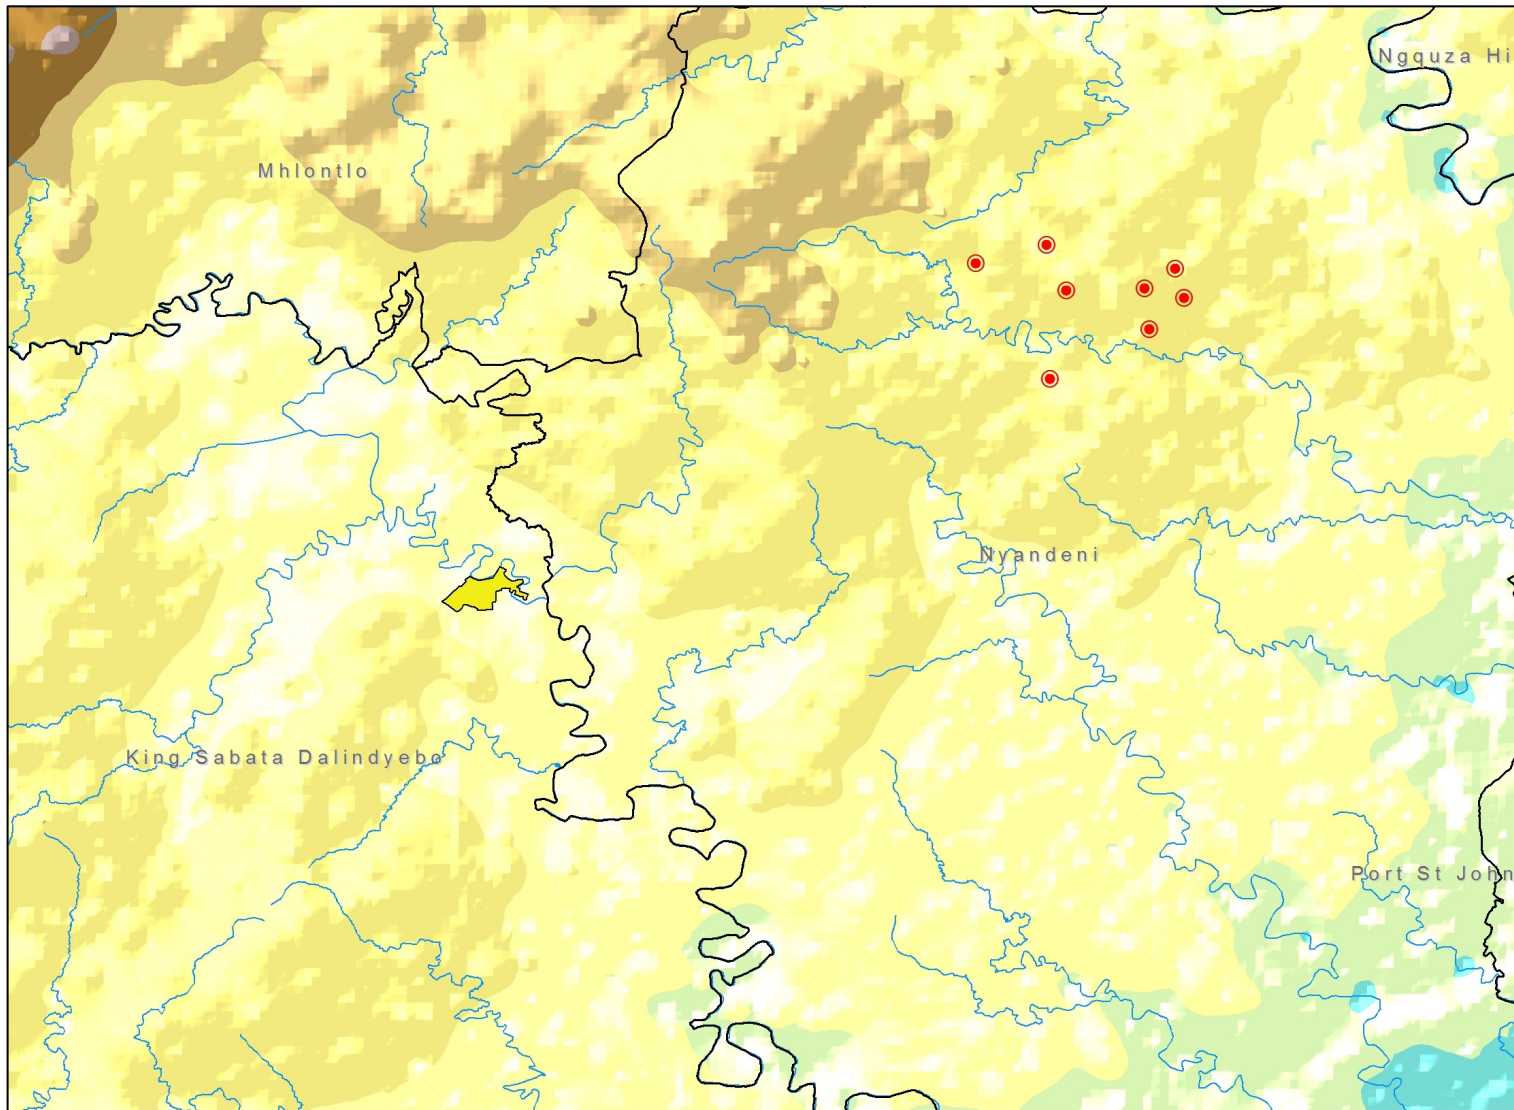 Ngquza Hi
Mhlontlo
Nyandeni
King Sabata Dalindyebo
Port St John